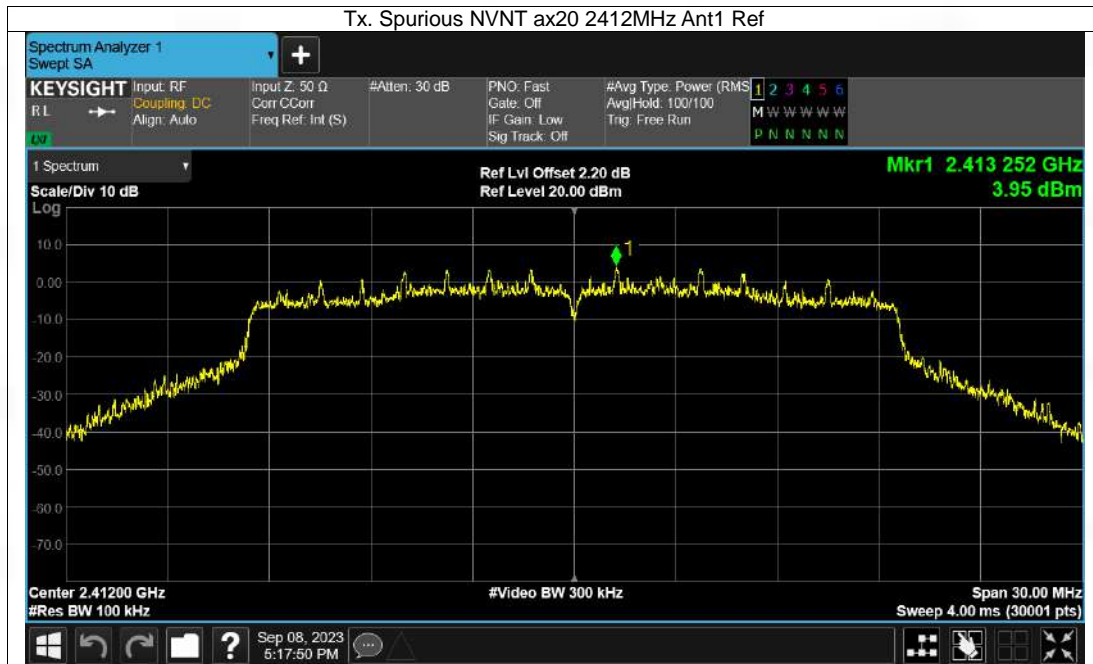 Tx. Spurious NVNT ax20 2412MHz Ant1 Ref
Spectrum Analyzer 1
Swept SA
+
KEYSIGHT
R L
LXI
Input: RF
Coupling: DC
Align: Auto
Input Z: 50 Ω
Corr CCorr
Freq Ref: Int (S)
#Atten: 30 dB
PNO: Fast
Gate: Off
IF Gain: Low
Sig Track: Off
#Avg Type: Power (RMS
Avg|Hold: 100/100
Trig: Free Run
1 2 3 4 5 6
M W W W W W
P N N N N N
1 Spectrum
Scale/Div 10 dB
Ref Lvl Offset 2.20 dB
Ref Level 20.00 dBm
Mkr1 2.413 252 GHz
3.95 dBm
Log
10.0
0.00
-10.0
-20.0
-30.0
-40.0
-50.0
-60.0
-70.0
1
Center 2.41200 GHz
#Res BW 100 kHz
#Video BW 300 kHz
Span 30.00 MHz
Sweep 4.00 ms (30001 pts)
?
Sep 08, 2023
5:17:50 PM